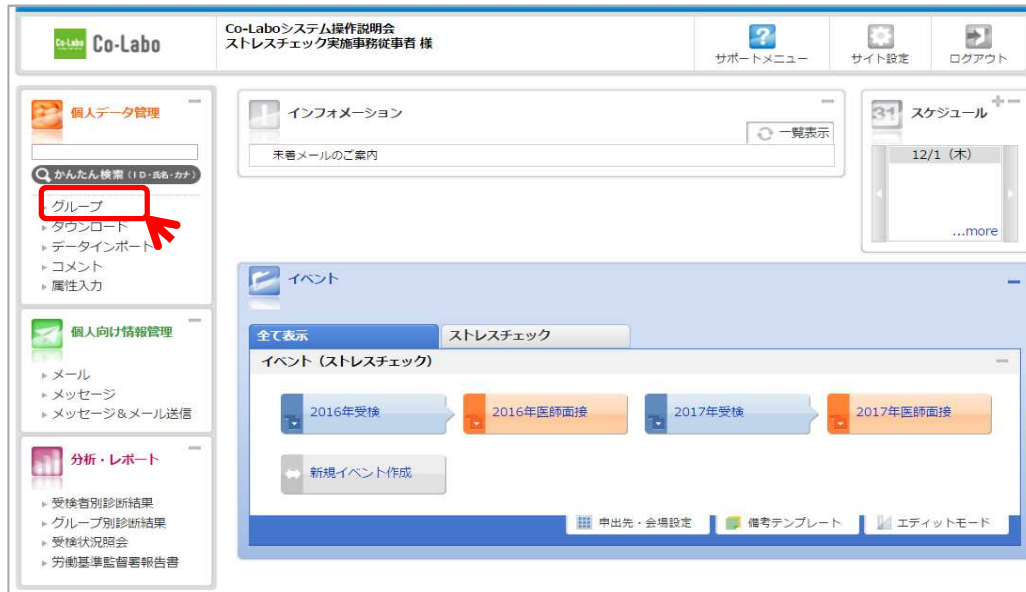 Co-Labo Co-Labo
Co-Laboシステム操作説明会
ストレスチェック実施事務従事者 様
サポートメニュー
サイト設定
ログアウト
個人データ管理
かんたん検索(ID・氏名・カナ)
グループ
ダウンロード
データインポート
コメント
属性入力
個人向け情報管理
メール
メッセージ
メッセージ&メール送信
分析・レポート
受検者別診断結果
グループ別診断結果
受検状況照会
労働基準監督署報告書
インフォメーション
一覧表示
未着メールのご案内
31 スケジュール
12/1（木）
...more
イベント
全て表示 ストレスチェック
イベント（ストレスチェック）
2016年受検 2016年医師面接 2017年受検 2017年医師面接
新規イベント作成
申出先・会場設定 備考テンプレート エディットモード